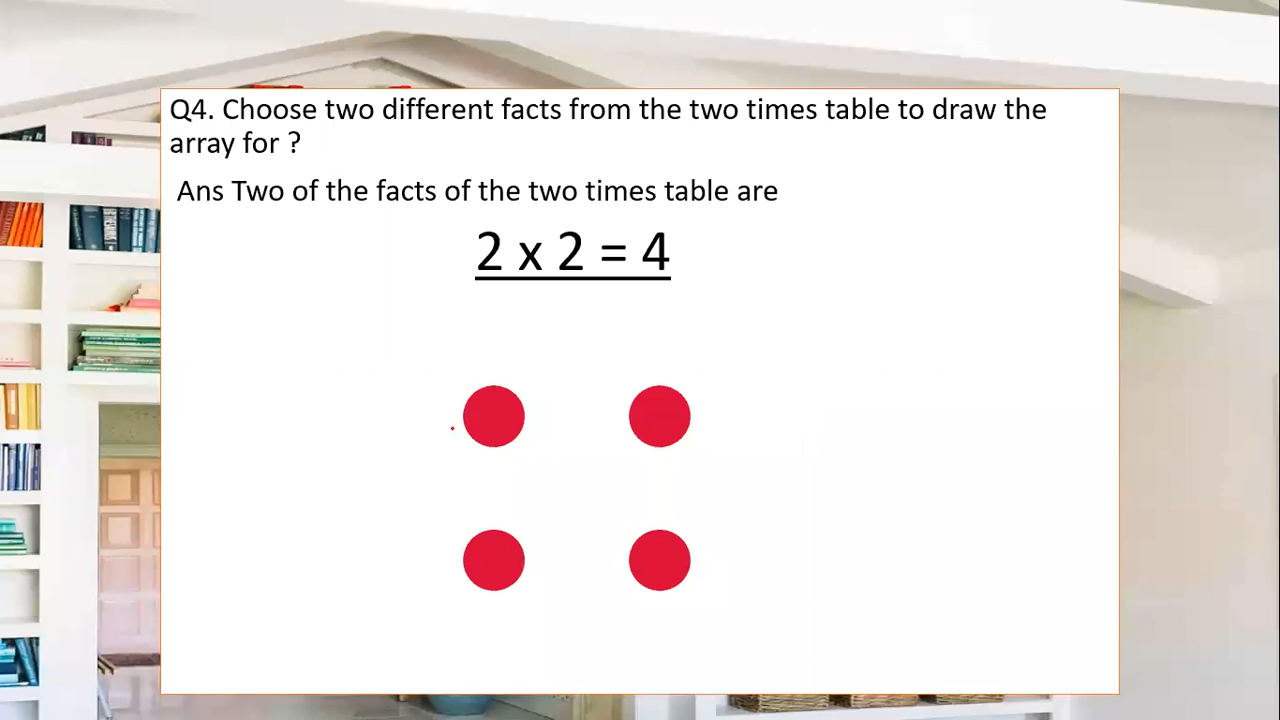 Q4. Choose two different facts from the two times table to draw the
array for ?
Ans Two of the facts of the two times table are
2 x 2 = 4